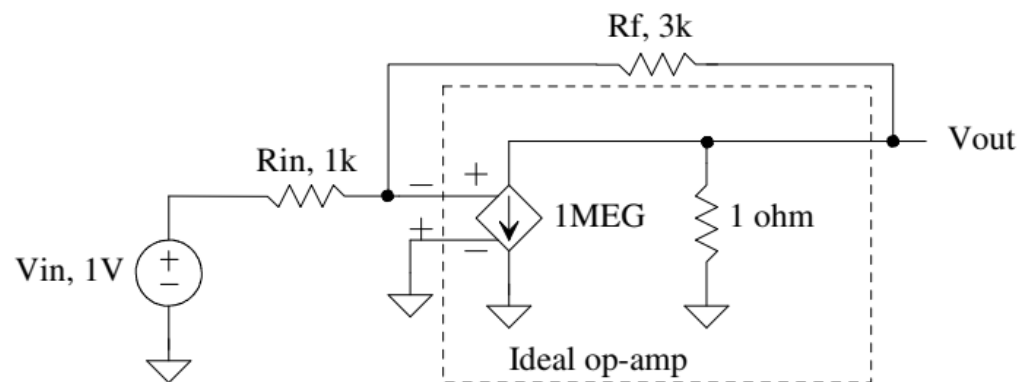 Rf, 3k
Vout
Rin, 1k
− +
+ −
1MEG
1 ohm
Vin, 1V
+
−
Ideal op-amp